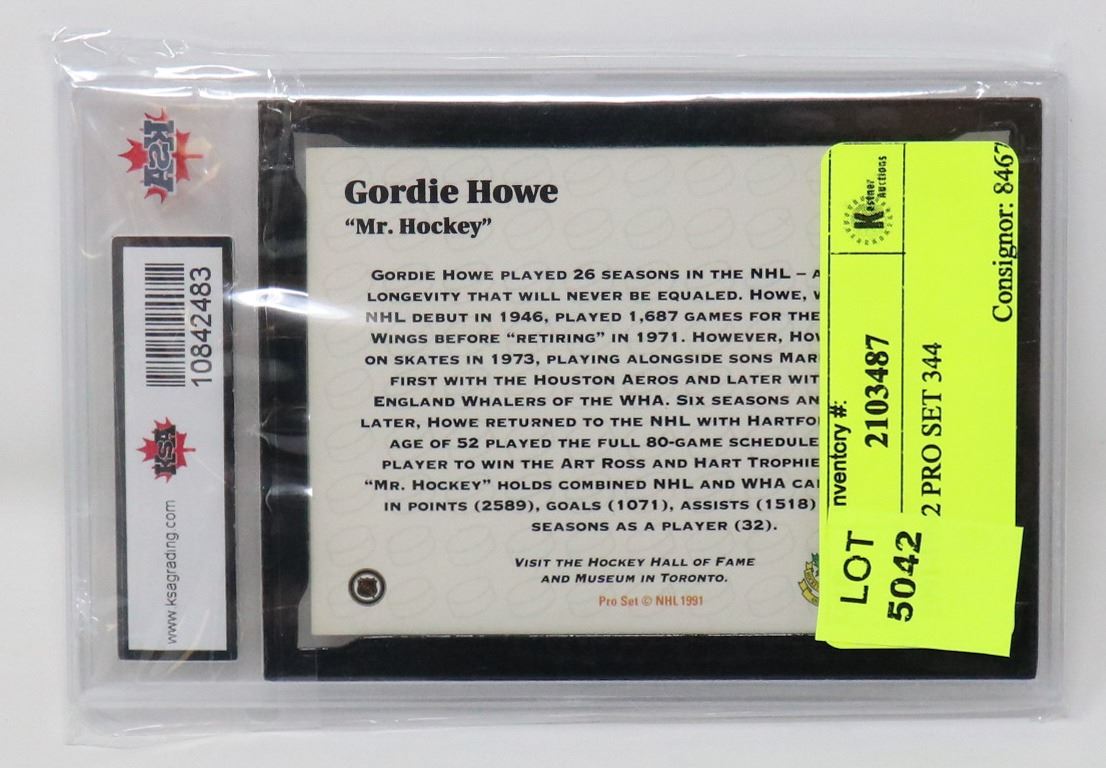 KSA
10842483
KSA
www.ksagrading.com
Gordie Howe
“Mr. Hockey”
GORDIE HOWE PLAYED 26 SEASONS IN THE NHL – A
LONGEVITY THAT WILL NEVER BE EQUALED. HOWE,
NHL DEBUT IN 1946, PLAYED 1,687 GAMES FOR THE
WINGS BEFORE “RETIRING” IN 1971. HOWEVER, HOW
ON SKATES IN 1973, PLAYING ALONGSIDE SONS MAR
FIRST WITH THE HOUSTON AEROS AND LATER WIT
ENGLAND WHALERS OF THE WHA. SIX SEASONS AN
LATER, HOWE RETURNED TO THE NHL WITH HARTFO
AGE OF 52 PLAYED THE FULL 80-GAME SCHEDULE
PLAYER TO WIN THE ART ROSS AND HART TROPHIE
“MR. HOCKEY” HOLDS COMBINED NHL AND WHA CA
IN POINTS (2589), GOALS (1071), ASSISTS (1518)
SEASONS AS A PLAYER (32).
VISIT THE HOCKEY HALL OF FAME
AND MUSEUM IN TORONTO.
Pro Set © NHL 1991
Kastner
Auctions
Consignor: 8467
nventory #:
2103487
2 PRO SET 344
LOT
5042